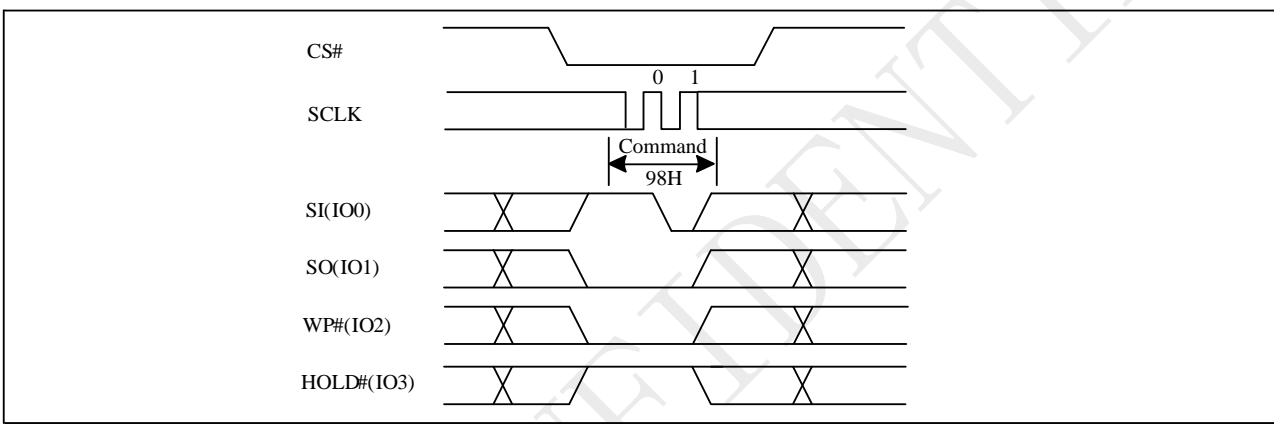 CS#
0 1
SCLK
Command
98H
SI(IO0)
SO(IO1)
WP#(IO2)
HOLD#(IO3)